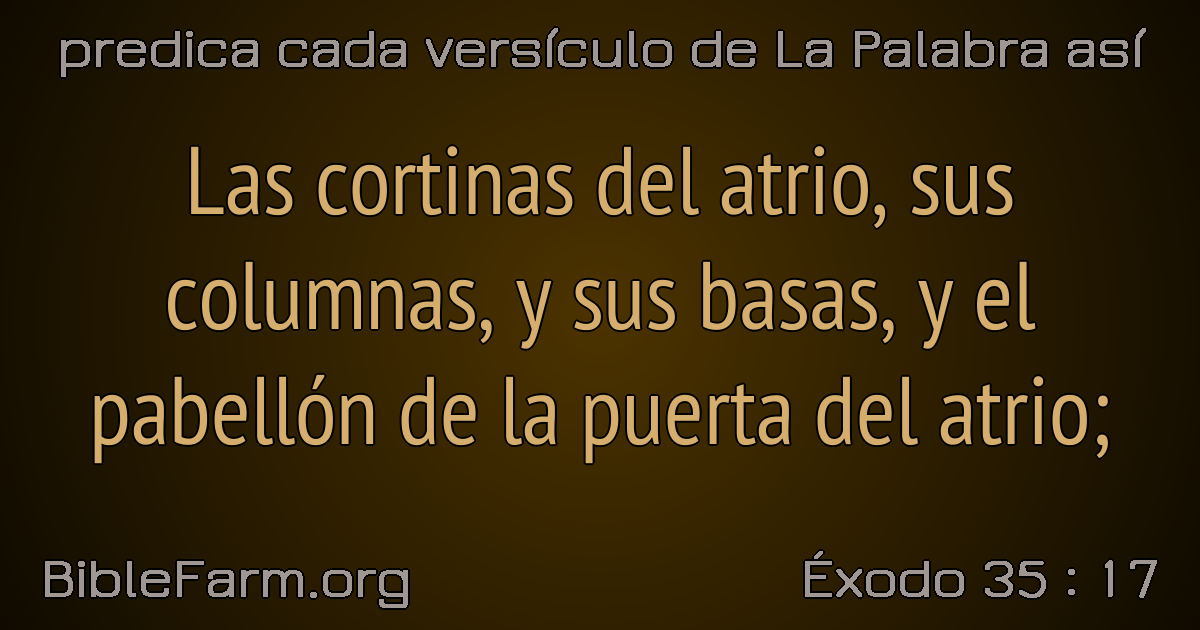 predica cada versículo de La Palabra así
Las cortinas del atrio, sus
columnas, y sus basas, y el
pabellón de la puerta del atrio;
BibleFarm.org
Éxodo 35 : 17